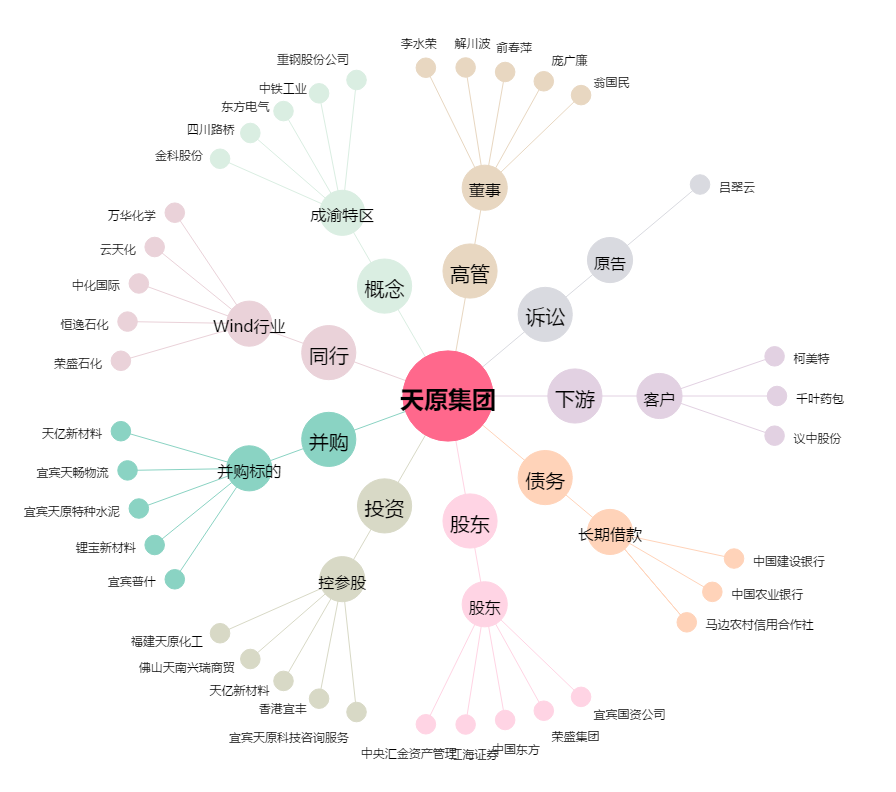 李水荣
解川波
俞春萍
庞广廉
翁国民
董事
高管
吕翠云
原告
诉讼
柯美特
千叶药包
议中股份
客户
下游
天原集团
债务
长期借款
中国建设银行
中国农业银行
马边农村信用合作社
股东
股东
宜宾国资公司
荣盛集团
中国东方
江海证券
中央汇金资产管理
投资
控参股
福建天原化工
佛山天南兴瑞商贸
天亿新材料
香港宜丰
宜宾天原科技咨询服务
并购
并购标的
天亿新材料
宜宾天畅物流
宜宾天原特种水泥
锂宝新材料
宜宾普什
同行
Wind行业
万华化学
云天化
中化国际
恒逸石化
荣盛石化
概念
成渝特区
重钢股份公司
中铁工业
东方电气
四川路桥
金科股份